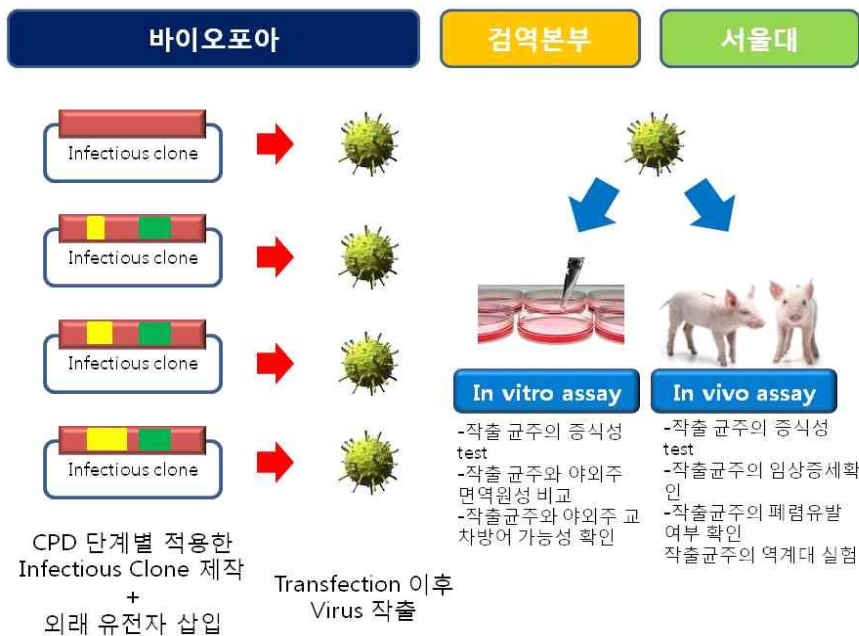 바이오포아
검역본부
서울대
Infectious clone
Infectious clone
Infectious clone
Infectious clone
CPD 단계별 적용한
Infectious Clone 제작
+
외래 유전자 삽입
Transfection 이후
Virus 작출
In vitro assay
-작출 균주의 증식성
test
-작출 균주와 야외주
면역원성 비교
-작출균주와 야외주 교
차방어 가능성 확인
In vivo assay
-작출 균주의 증식성
test
-작출균주의 임상증세확
인
-작출균주의 폐렴유발
여부 확인
작출균주의 역계대 실험